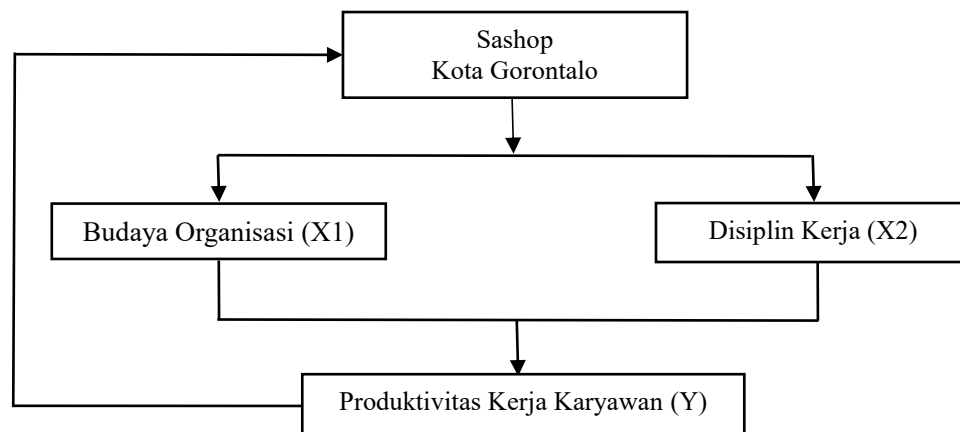 Sashop
Kota Gorontalo
Budaya Organisasi (X1)
Disiplin Kerja (X2)
Produktivitas Kerja Karyawan (Y)